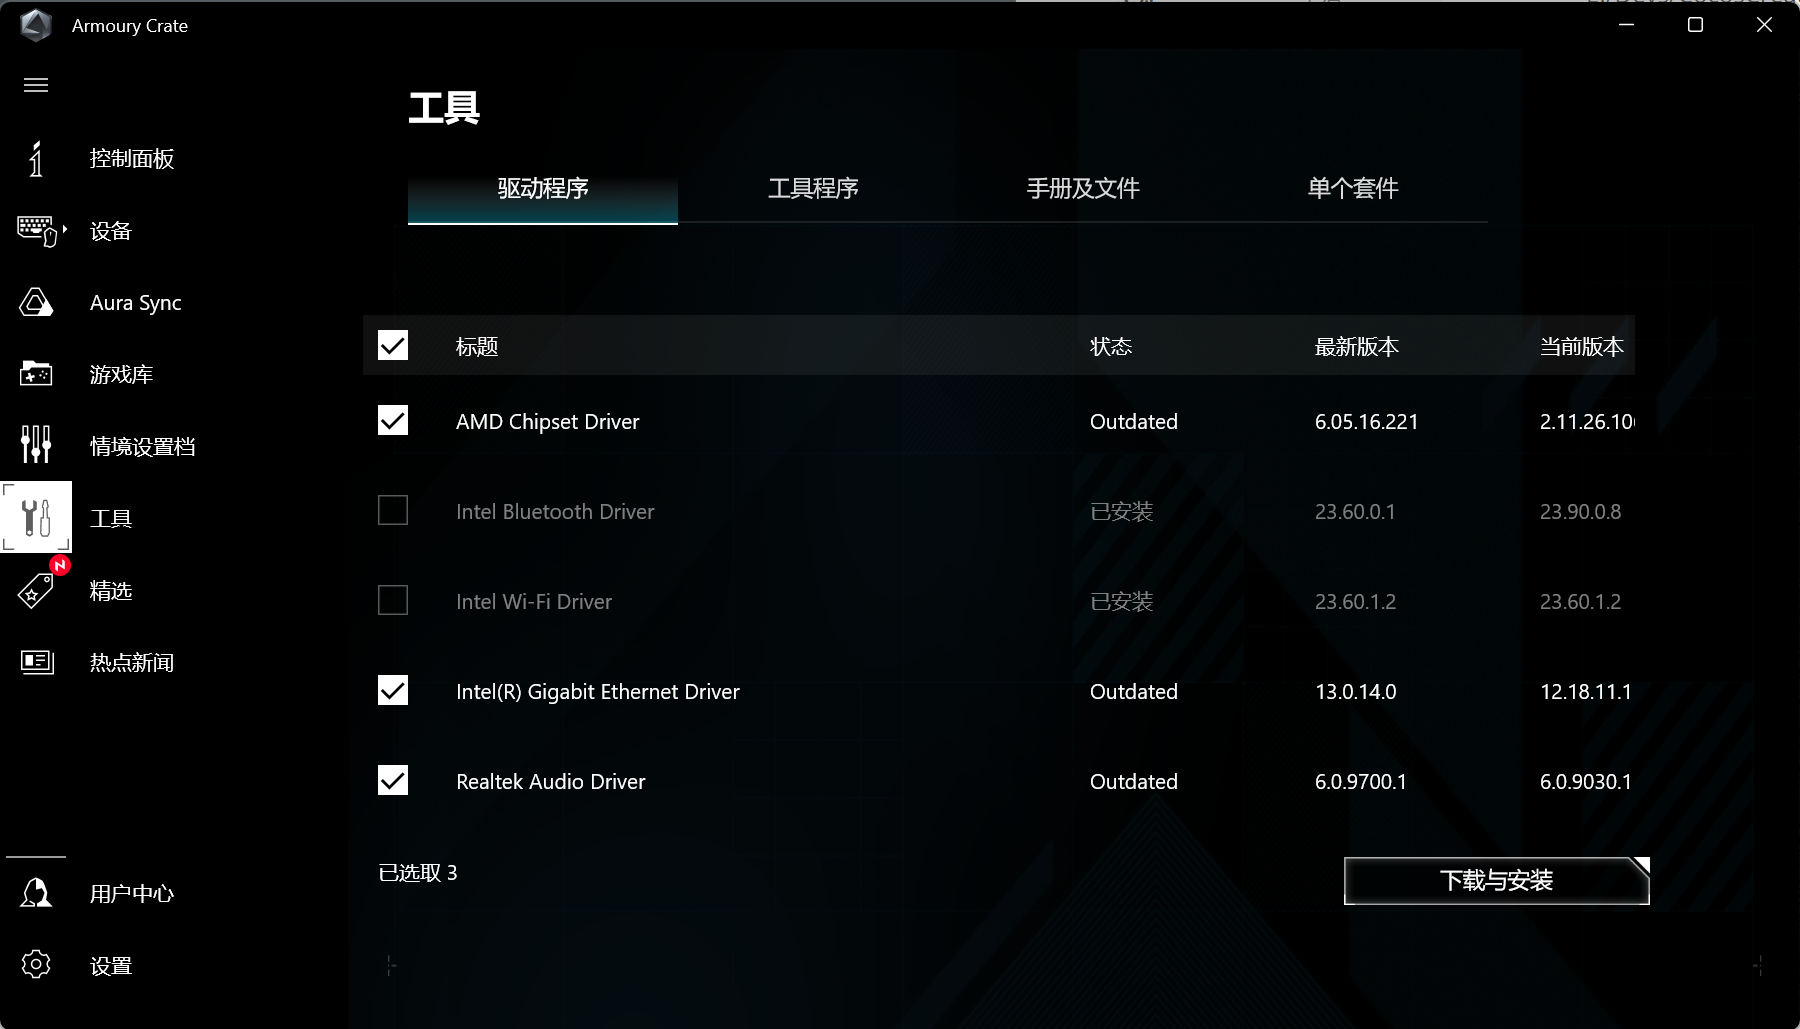 Armoury Crate
工具
控制面板
设备
Aura Sync
游戏库
情境设置档
工具
精选
热点新闻
用户中心
设置
驱动程序 工具程序 手册及文件 单个套件
标题 状态 最新版本 当前版本
AMD Chipset Driver Outdated 6.05.16.221 2.11.26.10
Intel Bluetooth Driver 已安装 23.60.0.1 23.90.0.8
Intel Wi-Fi Driver 已安装 23.60.1.2 23.60.1.2
Intel(R) Gigabit Ethernet Driver Outdated 13.0.14.0 12.18.11.1
Realtek Audio Driver Outdated 6.0.9700.1 6.0.9030.1
已选取 3
下载与安装